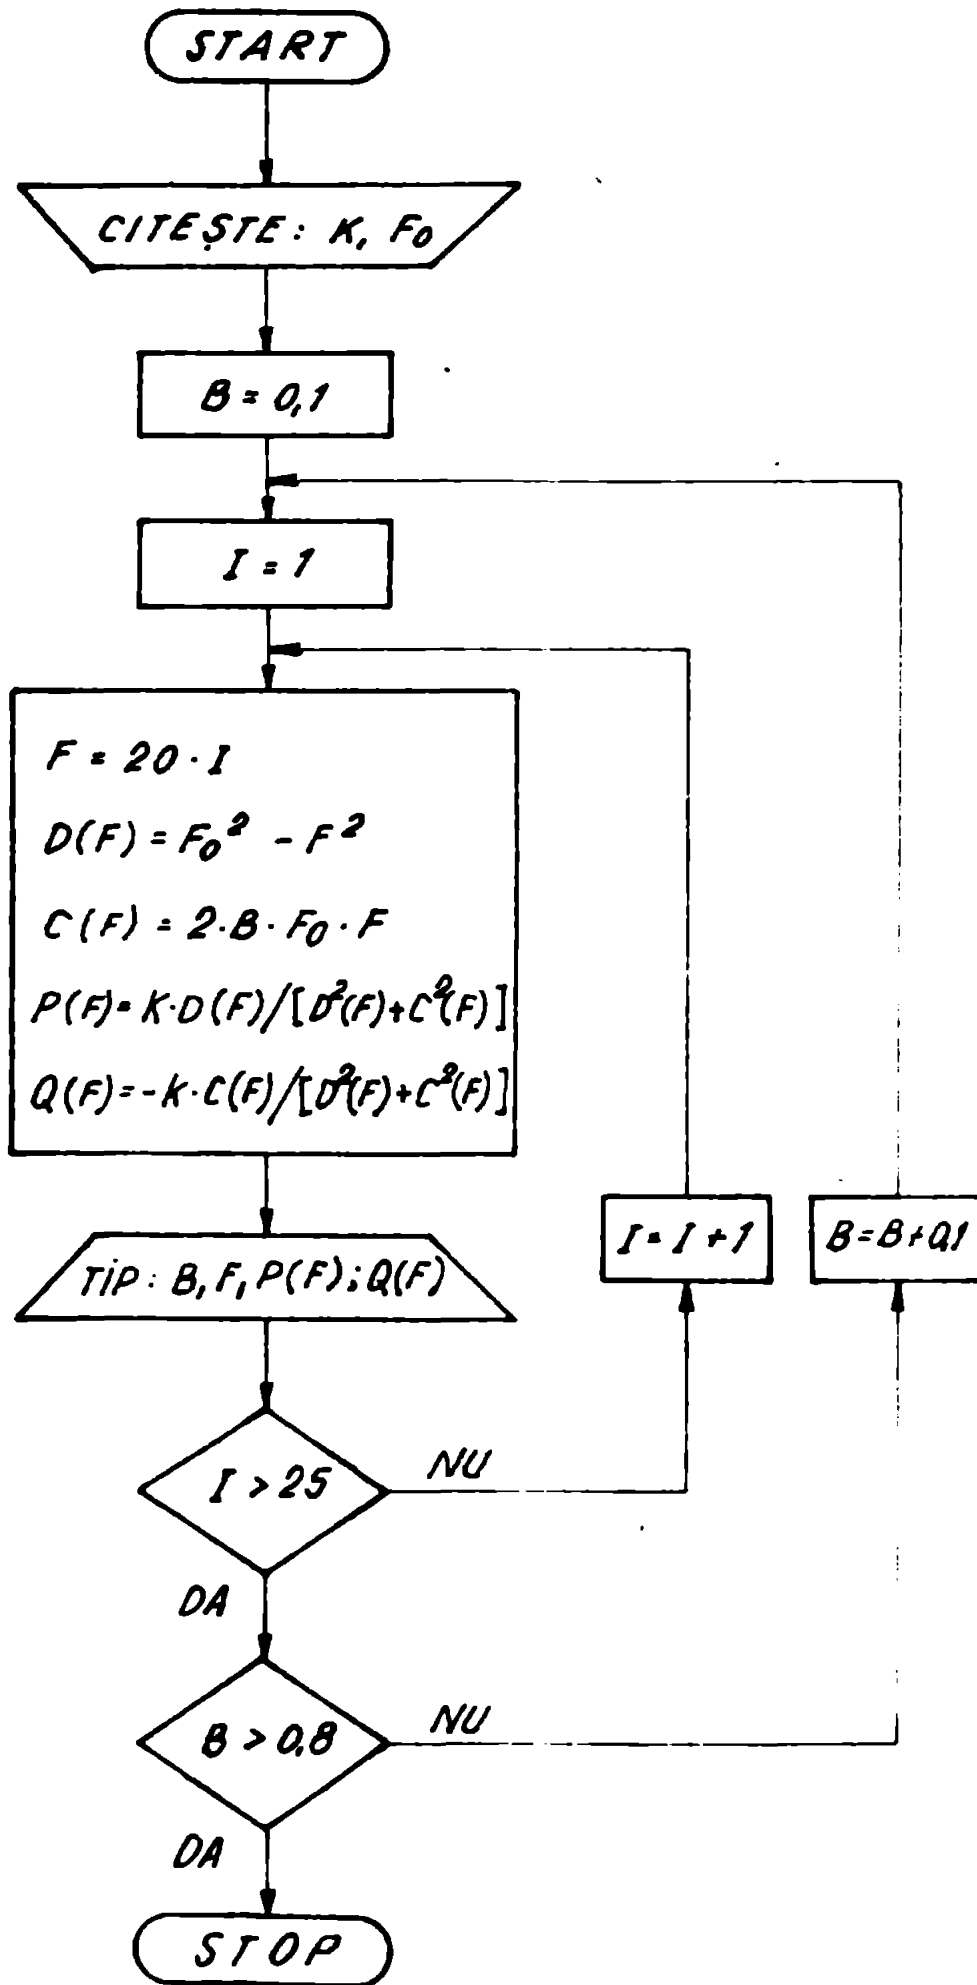 START
CITEȘTE: K, F₀
B = 0,1
I = 1
F = 20 · I
D(F) = F₀² - F²
C(F) = 2·B·F₀·F
P(F)=K·D(F)/[D²(F)+C²(F)]
Q(F)=-K·C(F)/[D²(F)+C²(F)]
I = I + 1
B=B+0,1
TIP: B, F, P(F); Q(F)
I > 25
NU
DA
B > 0,8
NU
DA
STOP